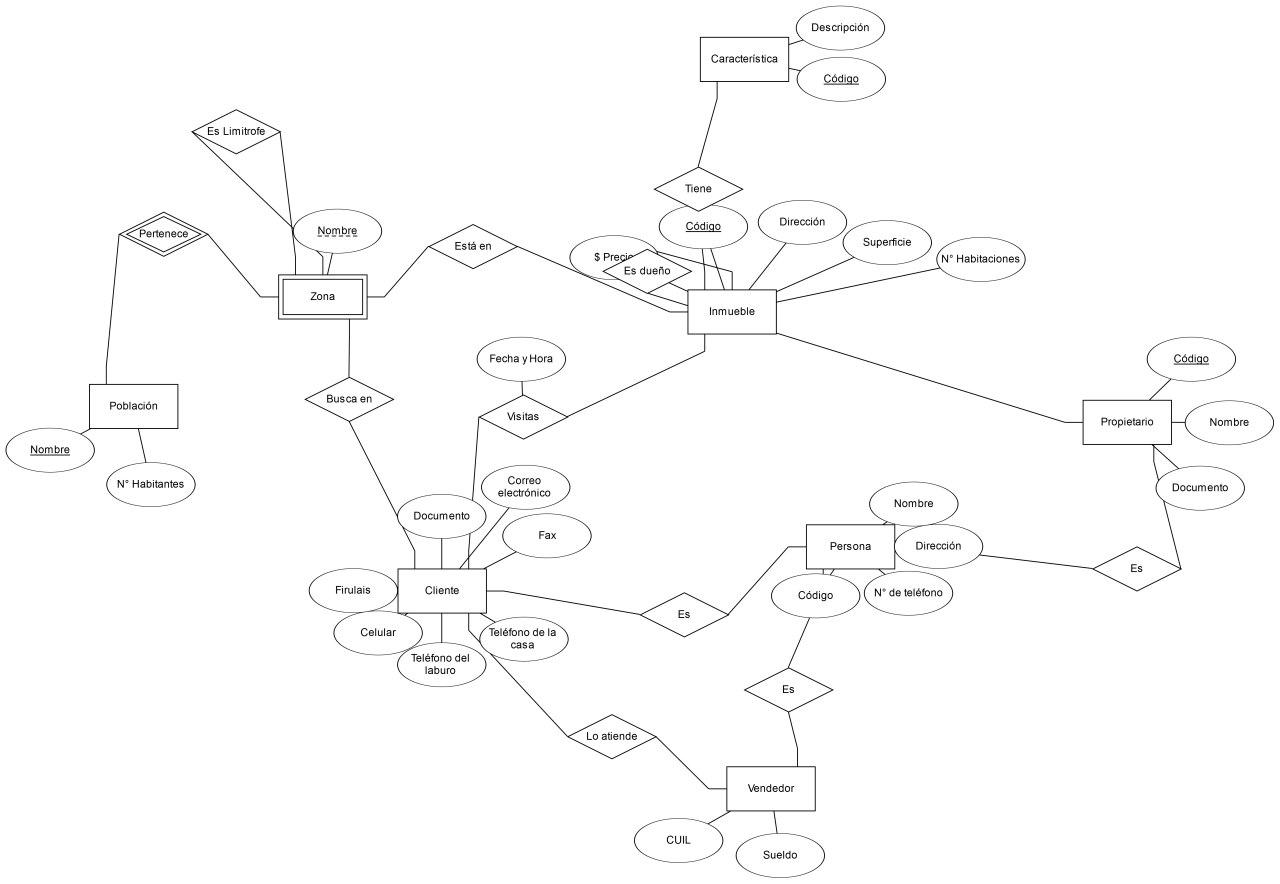 Descripción
Característica
Código
Es Limitrofe
Tiene
Pertenece
Nombre
Código
Dirección
Superficie
Está en
$ Precio
Es dueño
N° Habitaciones
Zona
Inmueble
Fecha y Hora
Código
Busca en
Visitas
Población
Propietario
Nombre
Nombre
N° Habitantes
Correo
electrónico
Documento
Documento
Nombre
Fax
Persona
Dirección
Es
Firulais
Cliente
Código
N° de teléfono
Es
Celular
Teléfono de la
casa
Teléfono del
laburo
Es
Lo atiende
Vendedor
CUIL
Sueldo